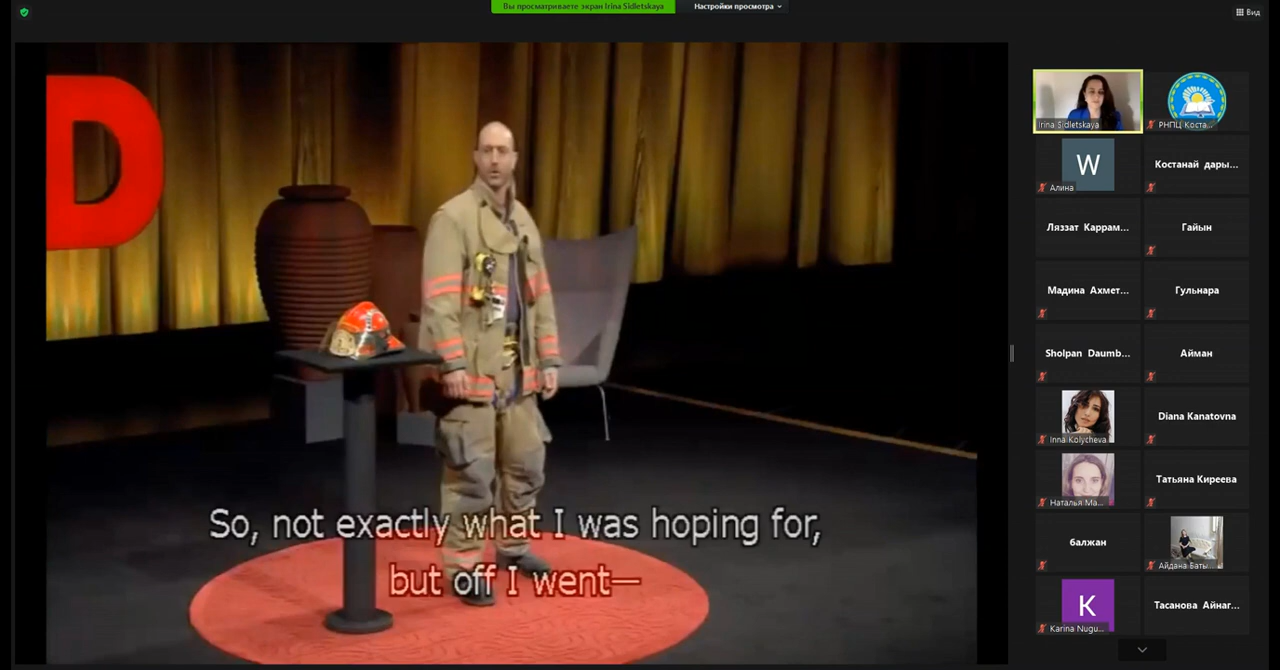 Вы просматриваете экран Irina Sidletskaya
Настройки просмотра
Вид
D
So, not exactly what I was hoping for,
but off I went—
Irina Sidletskaya
РНПЦ Коста...
W
Алина
Костанай дары...
Ляззат Каррам...
Гайын
Мадина Ахмет...
Гульнара
Sholpan Daumb...
Айман
Inna Kolycheva
Diana Kanatovna
Наталья Ма...
Татьяна Киреева
балжан
Айдана Баты
K
Karina Nugu...
Тасанова Айнаг...